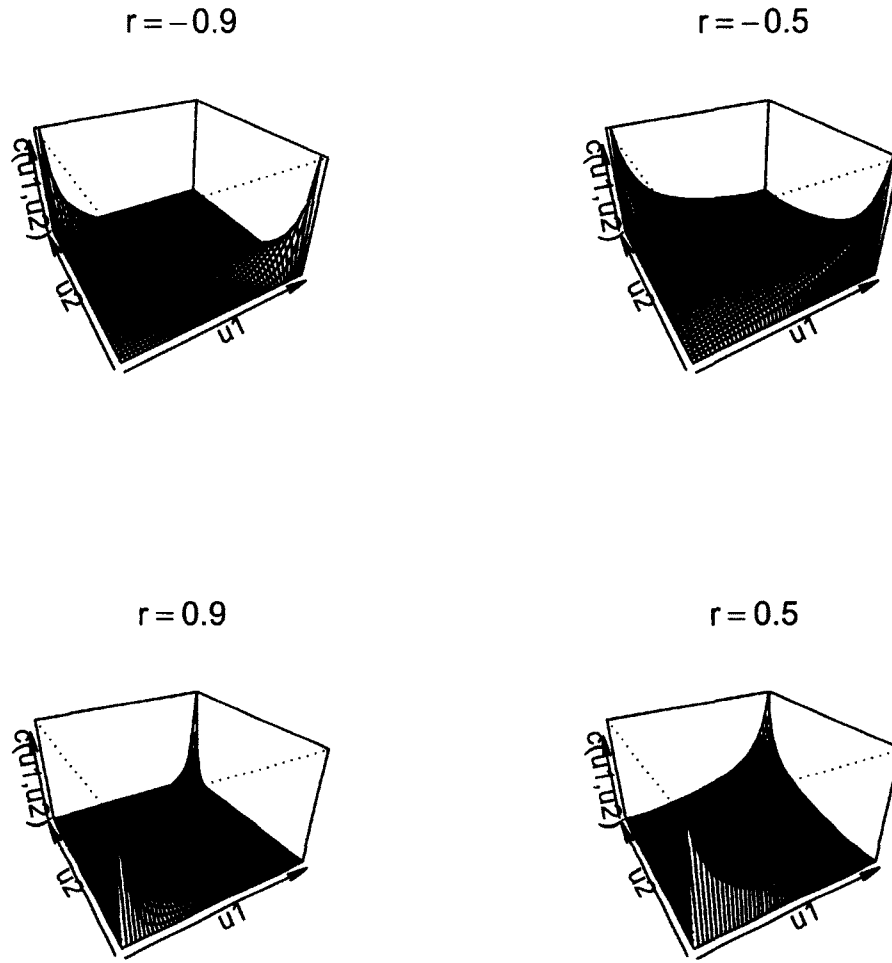 r = −0.9
r = −0.5
c(u1,u2)
u2
u1
c(u1,u2)
u2
u1
r = 0.9
r = 0.5
c(u1,u2)
u2
u1
c(u1,u2)
u2
u1